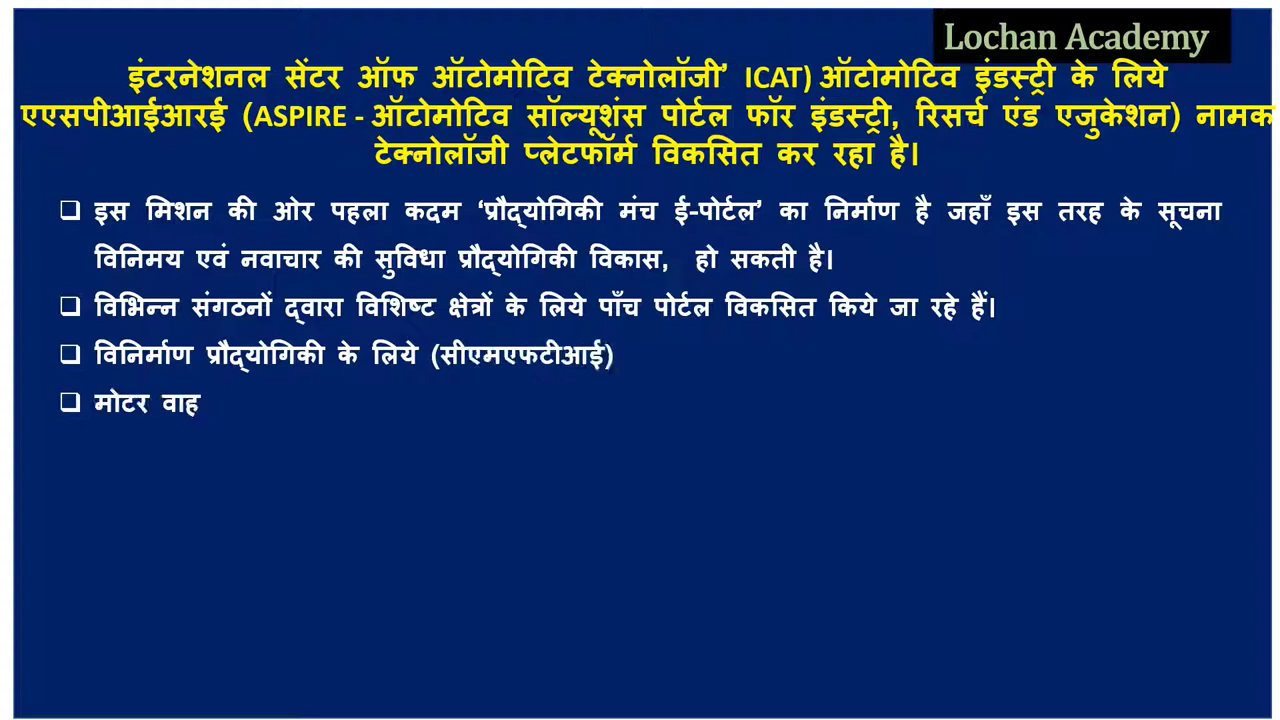 Lochan Academy
इंटरनेशनल सेंटर ऑफ ऑटोमोटिव टेक्नोलॉजी’ ICAT) ऑटोमोटिव इंडस्ट्री के लिये
एएसपीआईआरई (ASPIRE - ऑटोमोटिव सॉल्यूशंस पोर्टल फॉर इंडस्ट्री, रिसर्च एंड एजुकेशन) नामक
टेक्नोलॉजी प्लेटफॉर्म विकसित कर रहा है।
❑ इस मिशन की ओर पहला कदम ‘प्रौद्योगिकी मंच ई-पोर्टल’ का निर्माण है जहाँ इस तरह के सूचना
विनिमय एवं नवाचार की सुविधा प्रौद्योगिकी विकास, हो सकती है।
❑ विभिन्न संगठनों द्वारा विशिष्ट क्षेत्रों के लिये पाँच पोर्टल विकसित किये जा रहे हैं।
❑ विनिर्माण प्रौद्योगिकी के लिये (सीएमएफटीआई)
❑ मोटर वाह